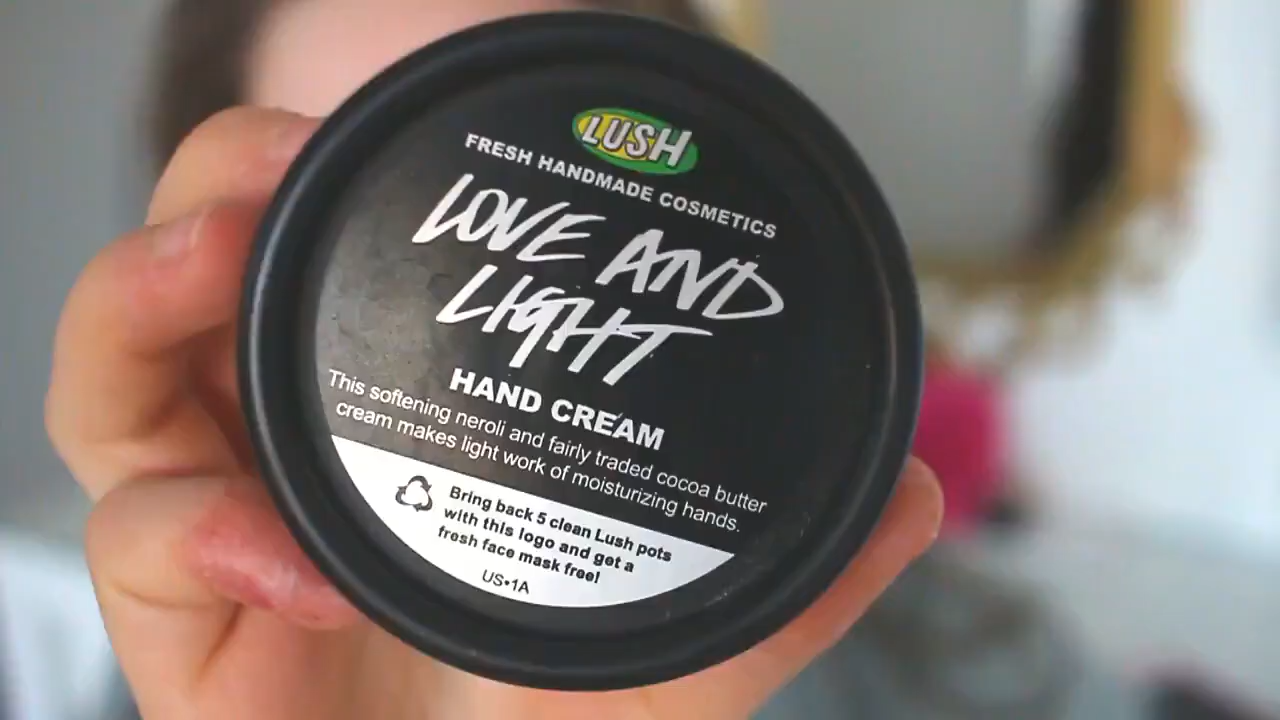 LUSH
FRESH HANDMADE COSMETICS
LOVE AND
LIGHT
HAND CREAM
This softening neroli and fairly traded cocoa butter
cream makes light work of moisturizing hands.
Bring back 5 clean Lush pots
with this logo and get a
fresh face mask free!
US•1A